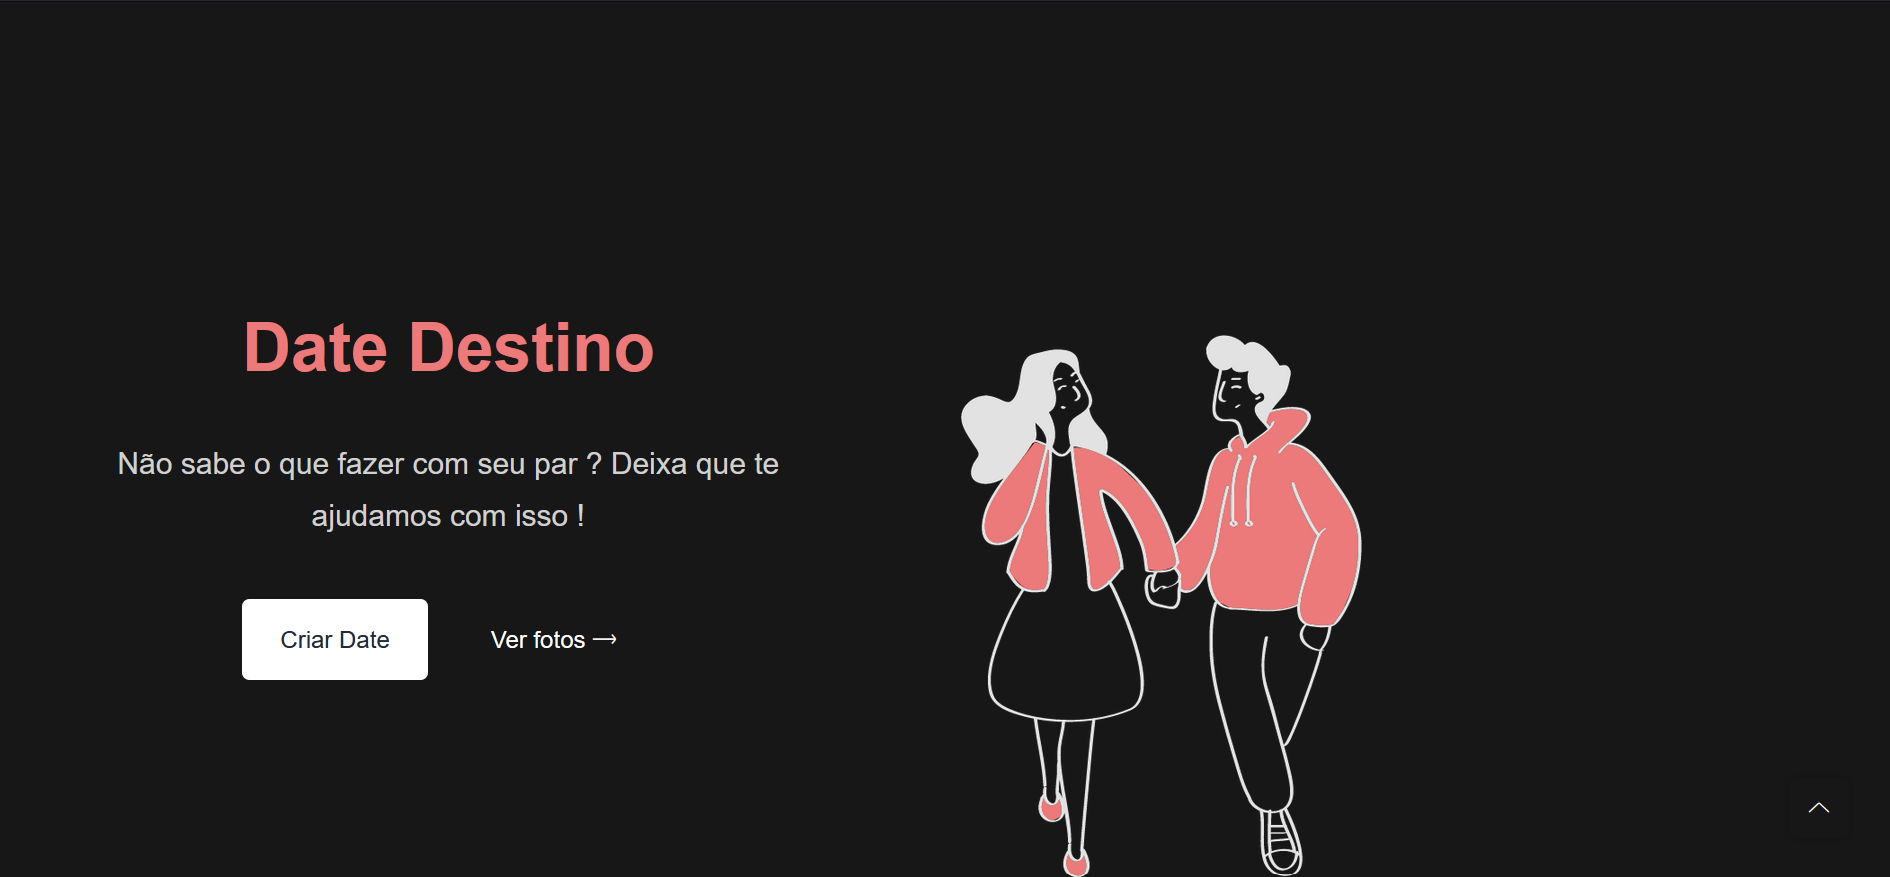 Date Destino
Não sabe o que fazer com seu par ? Deixa que te
ajudamos com isso !
Criar Date
Ver fotos →